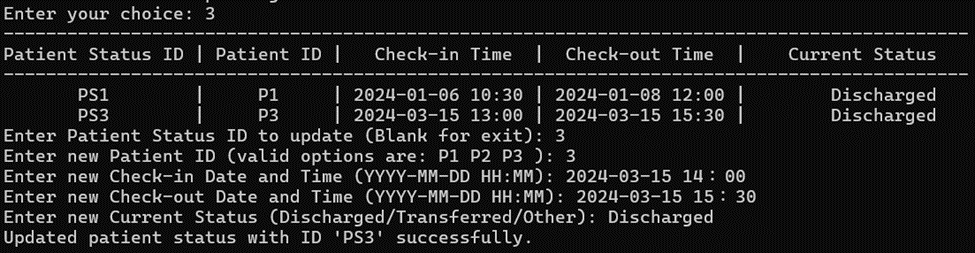 Enter your choice: 3
-------------------------------------------------------------------------------------------
Patient Status ID | Patient ID |   Check-in Time  |  Check-out Time  |    Current Status
-------------------------------------------------------------------------------------------
       PS1        |     P1     | 2024-01-06 10:30 | 2024-01-08 12:00 |        Discharged
       PS3        |     P3     | 2024-03-15 13:00 | 2024-03-15 15:30 |        Discharged
Enter Patient Status ID to update (Blank for exit): 3
Enter new Patient ID (valid options are: P1 P2 P3 ): 3
Enter new Check-in Date and Time (YYYY-MM-DD HH:MM): 2024-03-15 14：00
Enter new Check-out Date and Time (YYYY-MM-DD HH:MM): 2024-03-15 15：30
Enter new Current Status (Discharged/Transferred/Other): Discharged
Updated patient status with ID 'PS3' successfully.